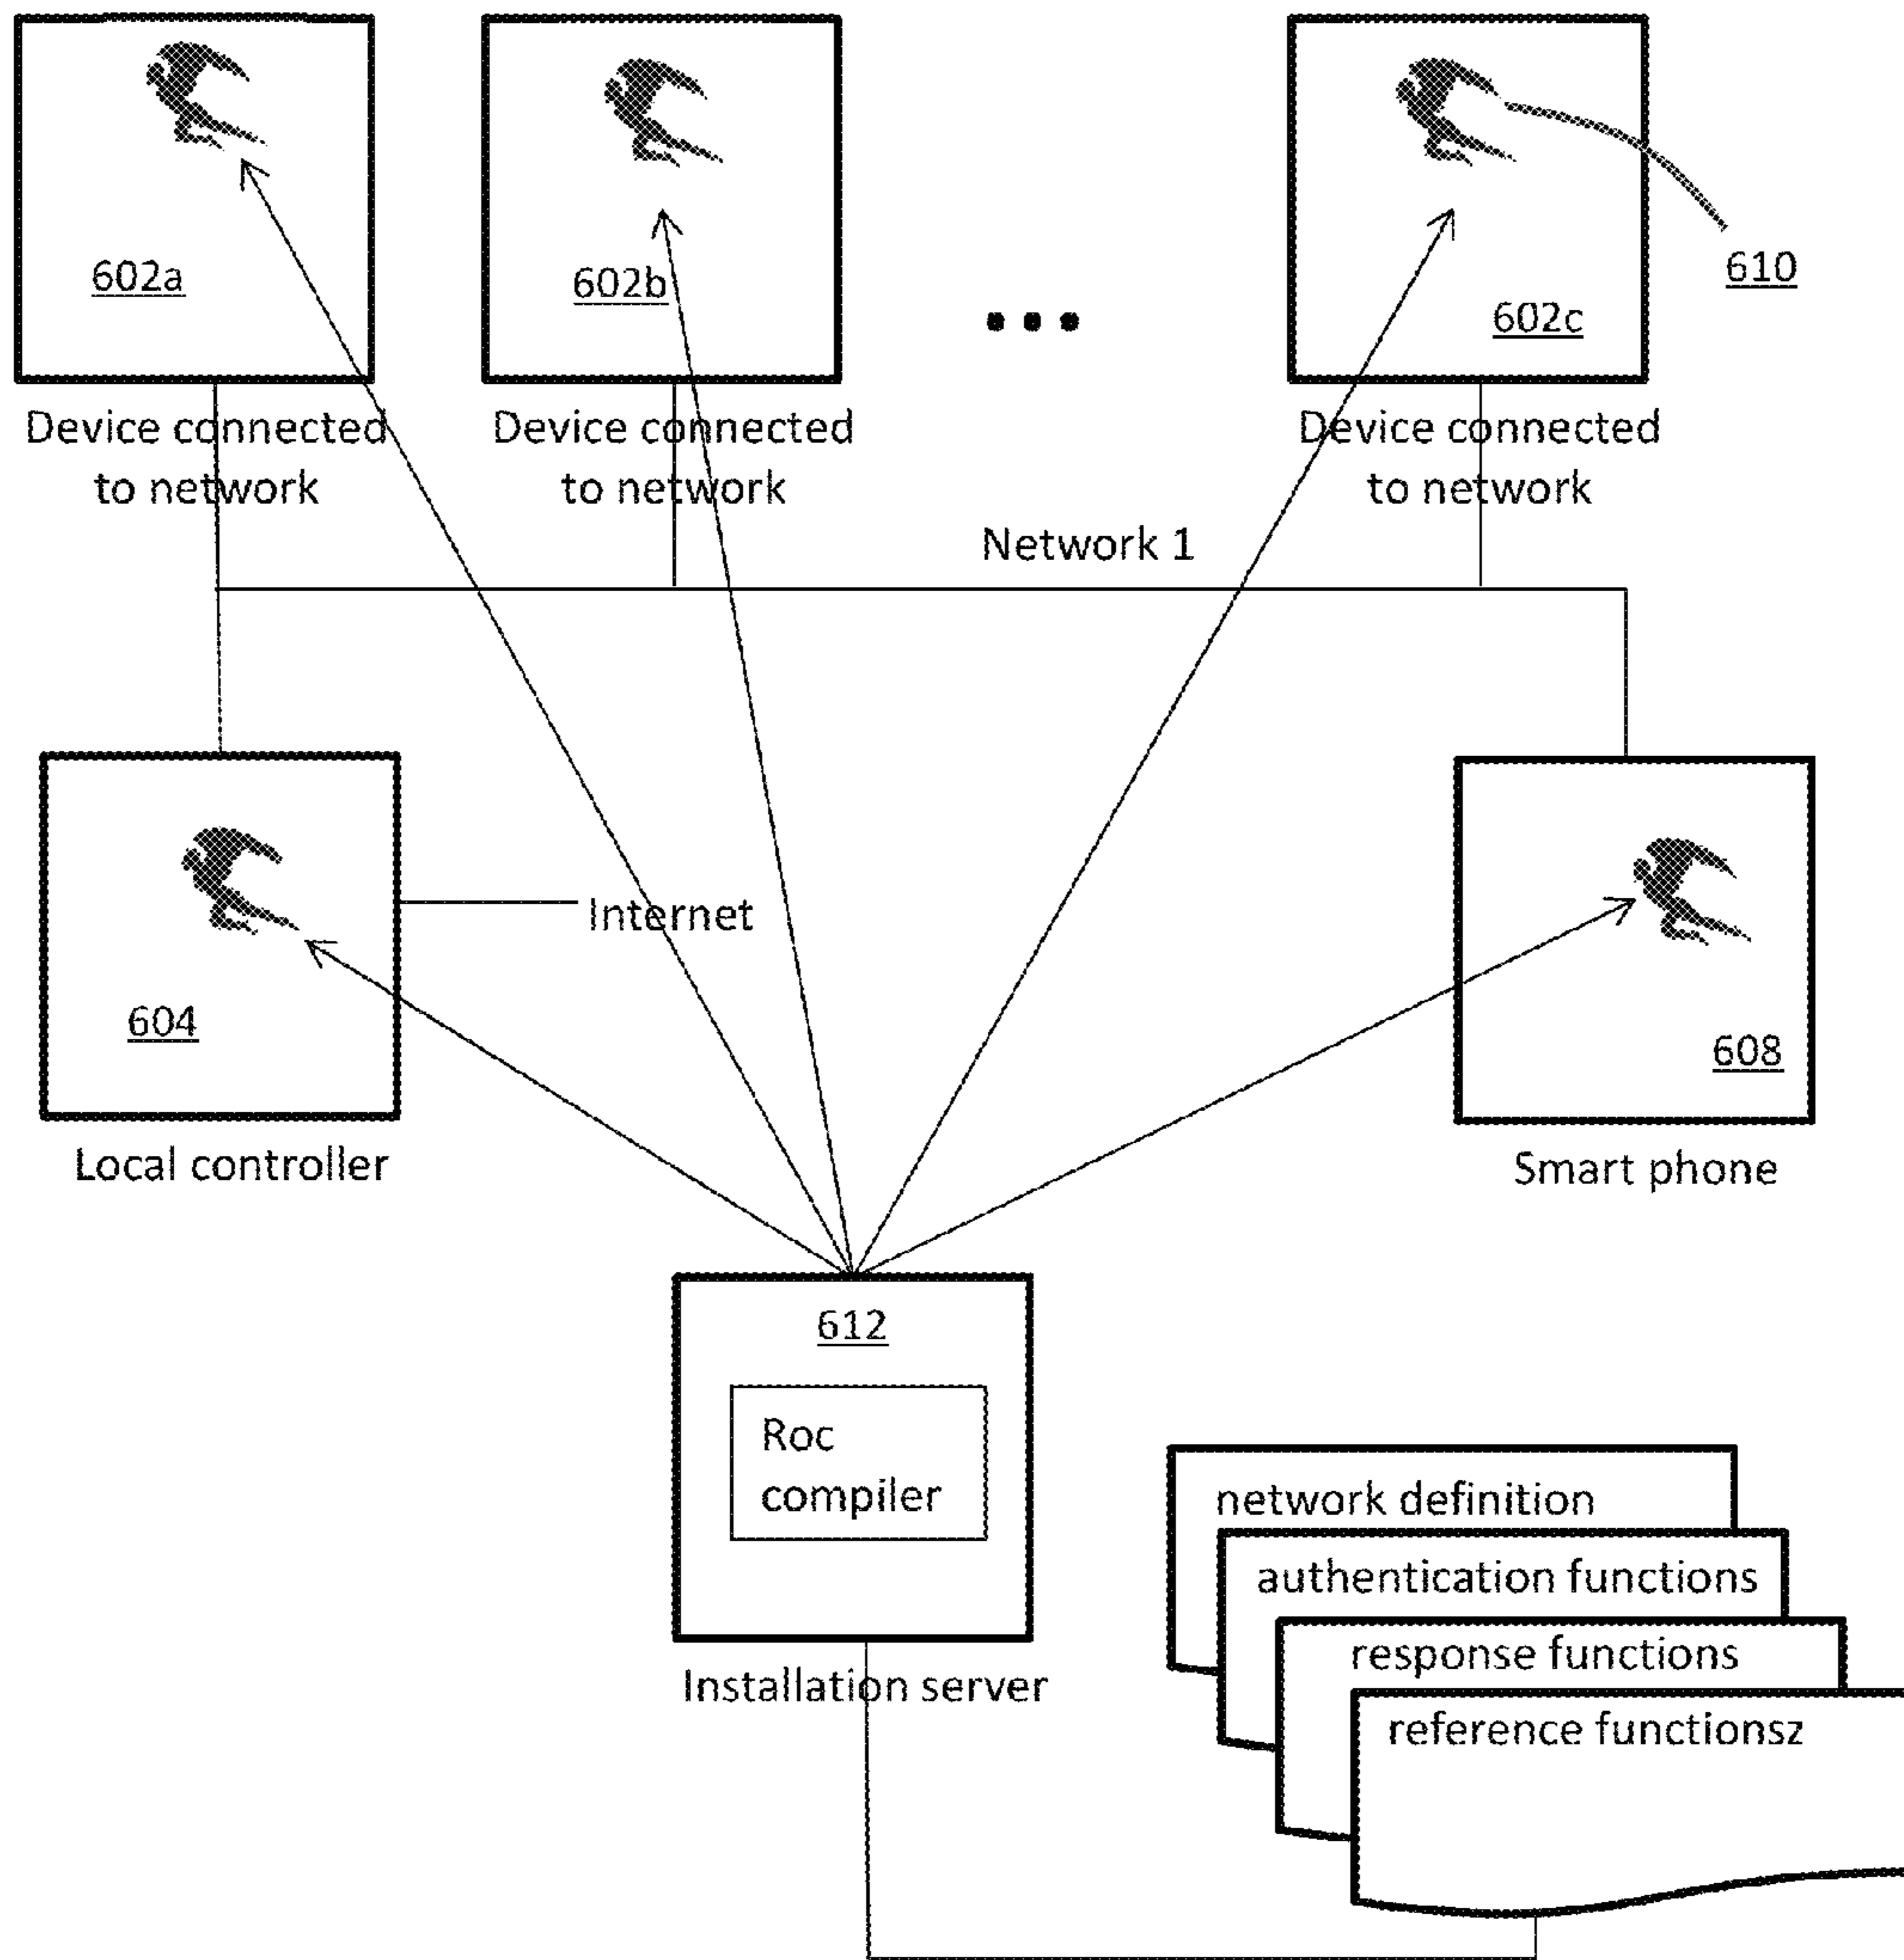 602a
602b
602c
610
Device connected
to network
Device connected
to network
Device connected
to network
Network 1
Internet
604
608
Local controller
Smart phone
612
Roc
compiler
Installation server
network definition
authentication functions
response functions
reference functionsz